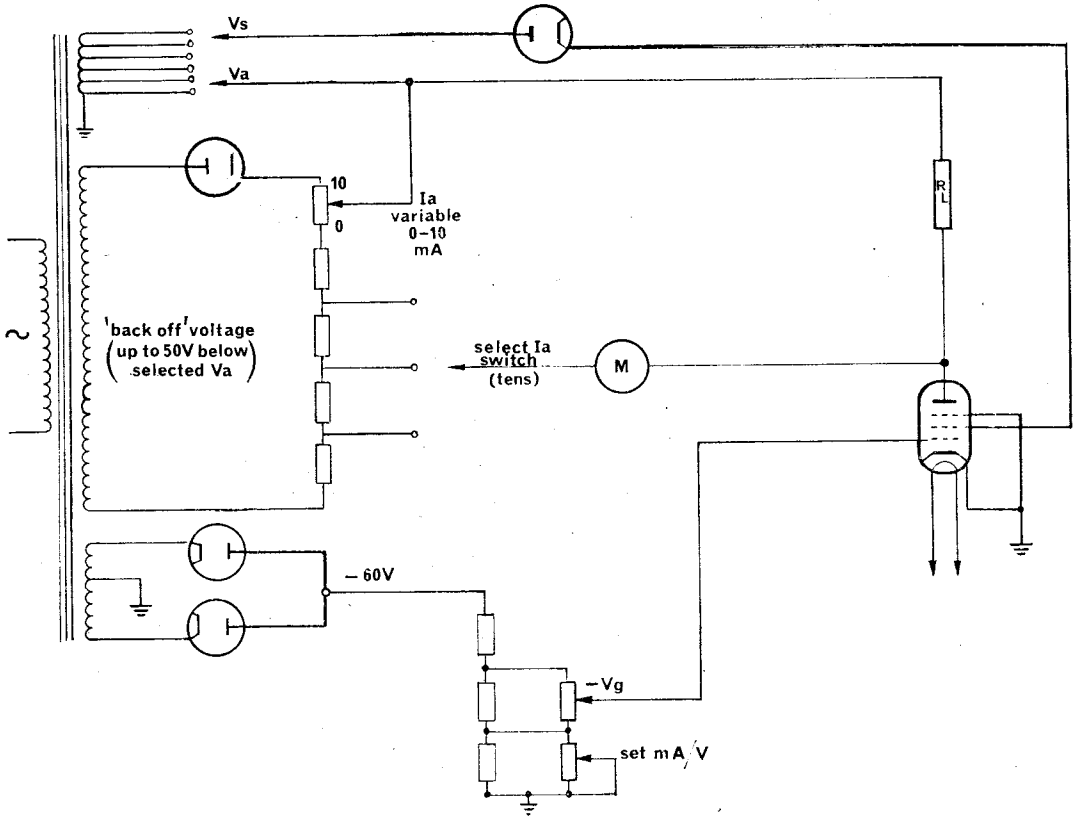 Vs
Va
10
0
Ia
variable
0-10
mA
RL
'back off' voltage
(up to 50V below)
selected Va
select Ia
switch
(tens)
M
- 60V
-Vg
set mA/V